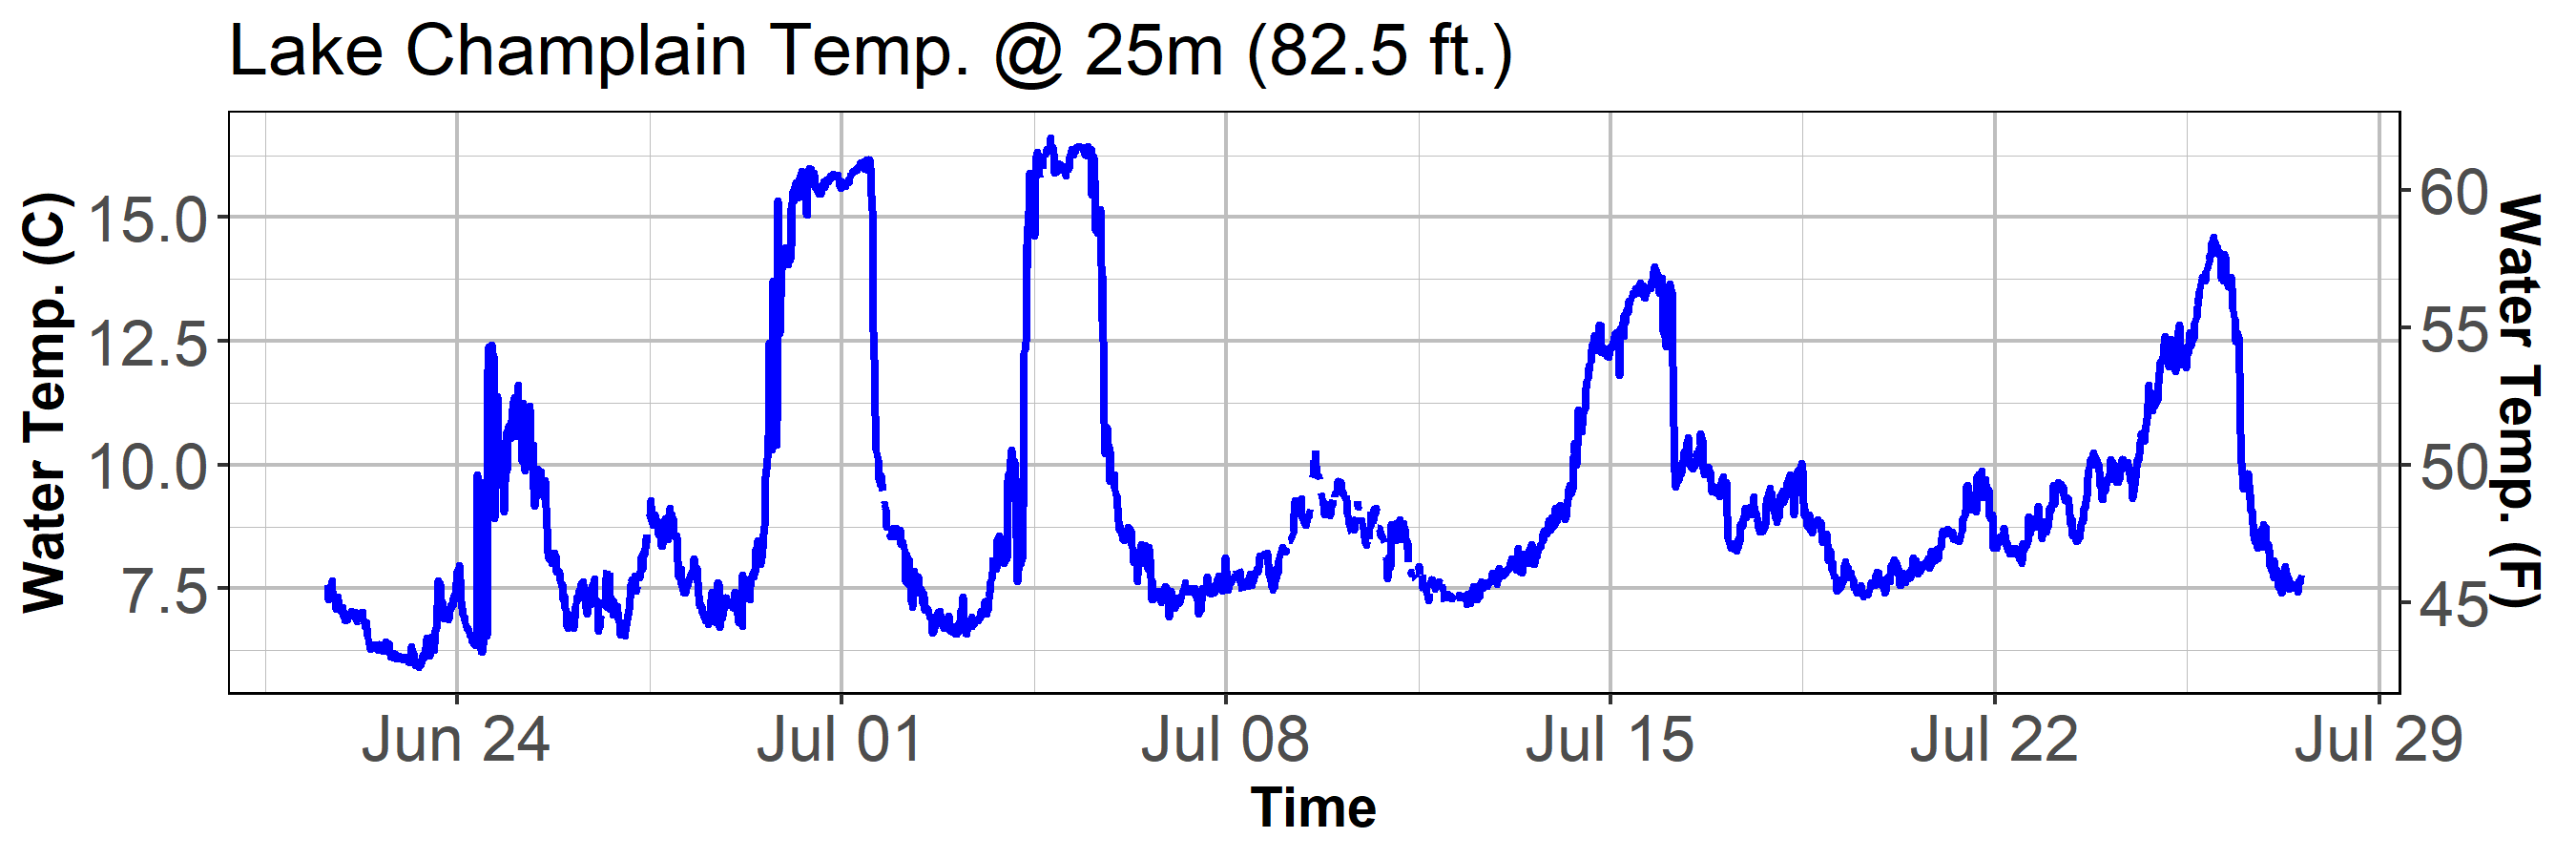 Lake Champlain Temp. @ 25m (82.5 ft.)
Water Temp. (C)
15.0
12.5
10.0
7.5
60
55
50
45
Water Temp. (F)
Jun 24 Jul 01 Jul 08 Jul 15 Jul 22 Jul 29
Time